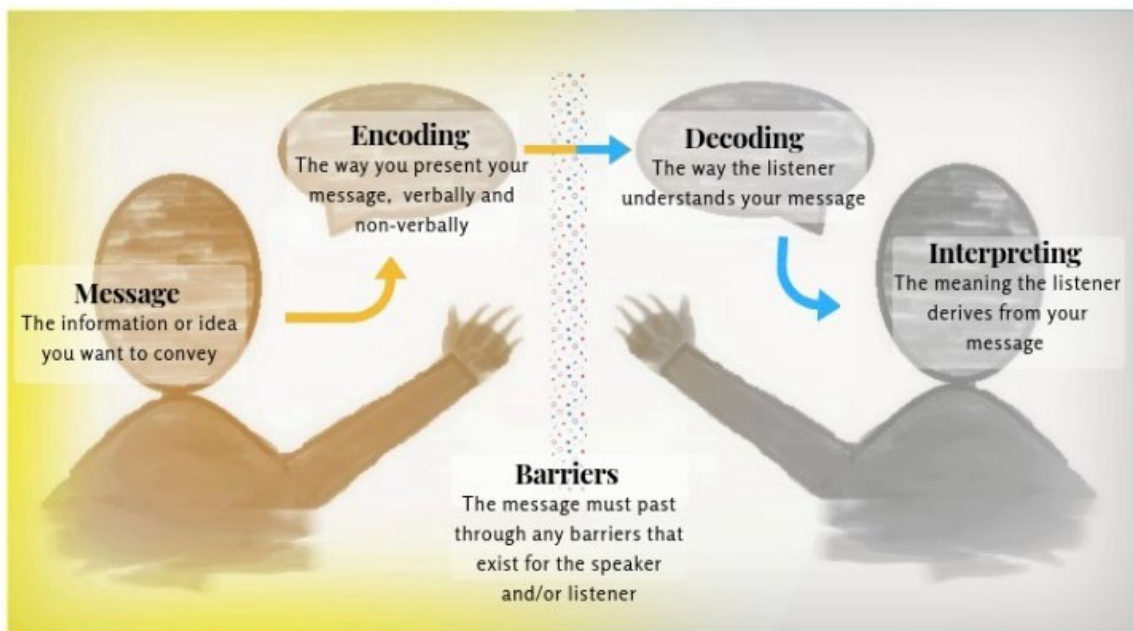 Message
The information or idea
you want to convey
Encoding
The way you present your
message, verbally and
non-verbally
Barriers
The message must past
through any barriers that
exist for the speaker
and/or listener
Decoding
The way the listener
understands your message
Interpreting
The meaning the listener
derives from your
message